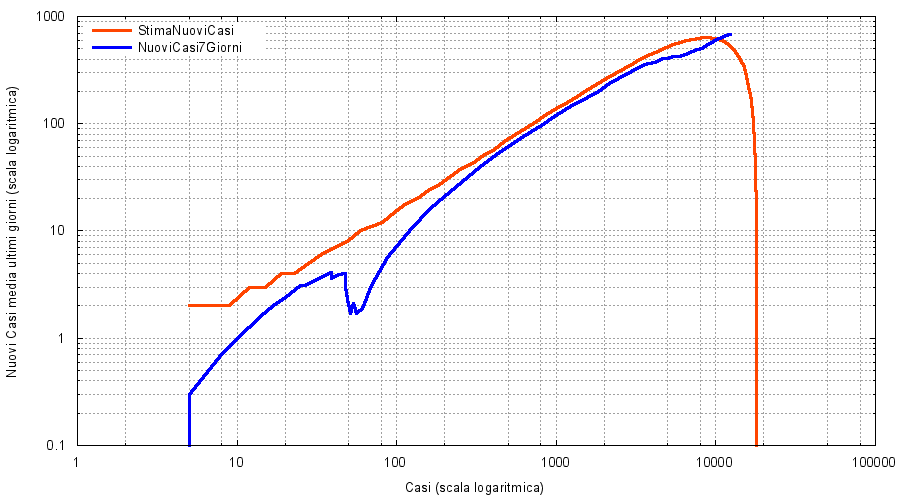 1000
StimaNuoviCasi
NuoviCasi7Giorni
100
10
1
0.1
Nuovi Casi media ultimi giorni (scala logaritmica)
1
10
100
1000
10000
100000
Casi (scala logaritmica)